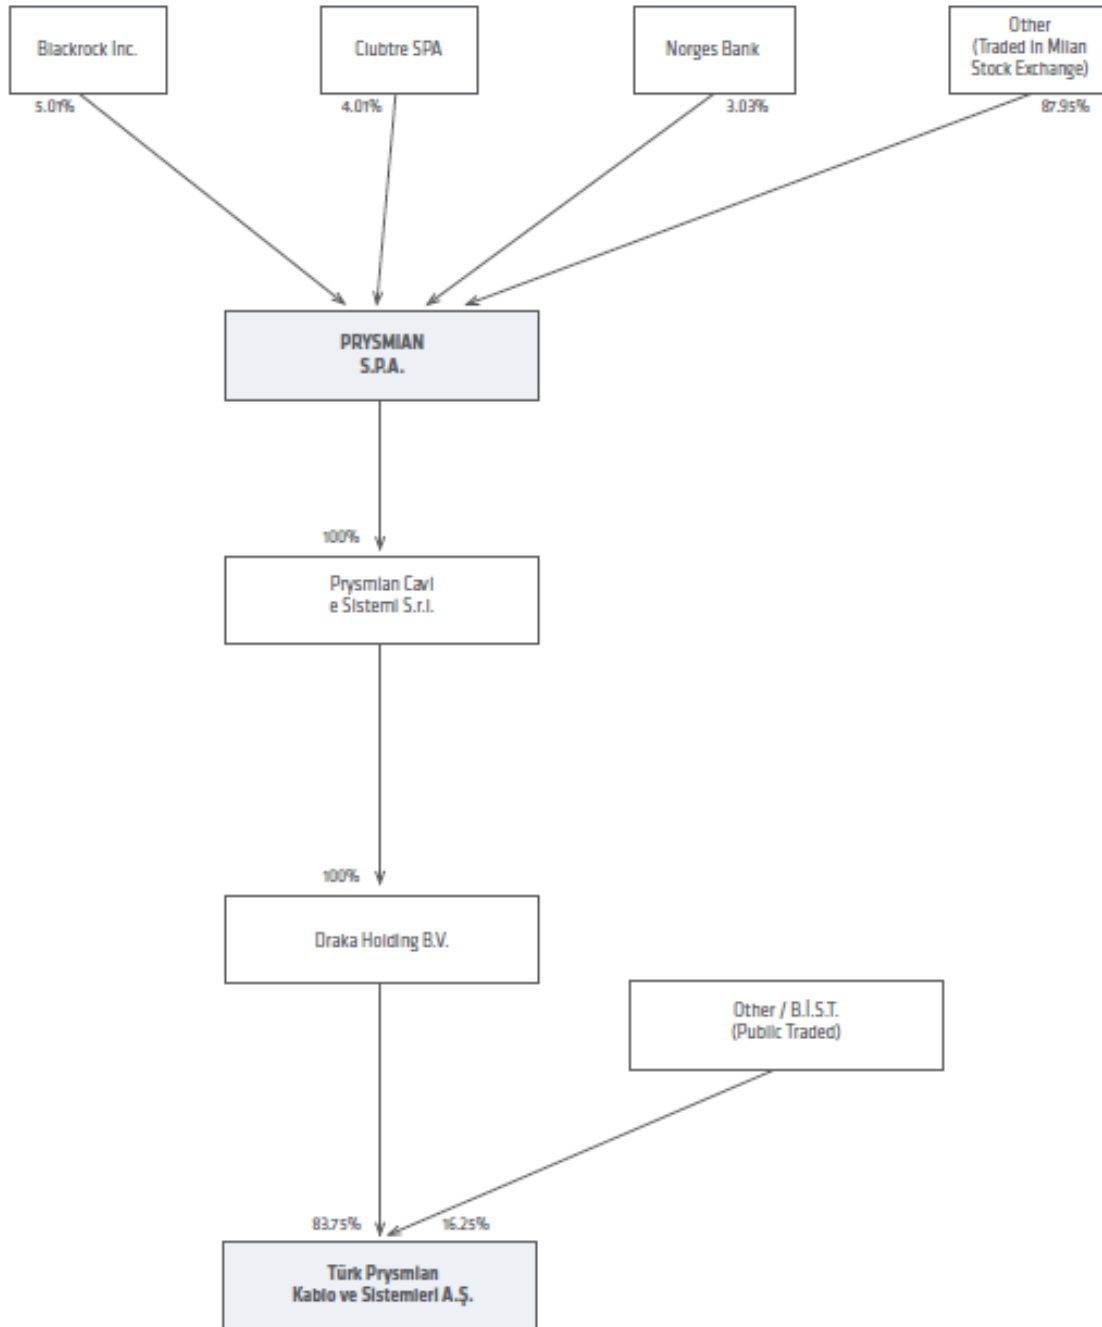 Blackrock Inc.
Clubtre SPA
Norges Bank
Other
(Traded in Milan
Stock Exchange)
5.01%
4.01%
3.03%
87.95%
PRYSMIAN
S.P.A.
100%
Prysmian Cavi
e Sistemi S.r.l.
100%
Draka Holding B.V.
Other / B.İ.S.T.
(Public Traded)
83.75%
16.25%
Türk Prysmian
Kablo ve Sistemleri A.Ş.